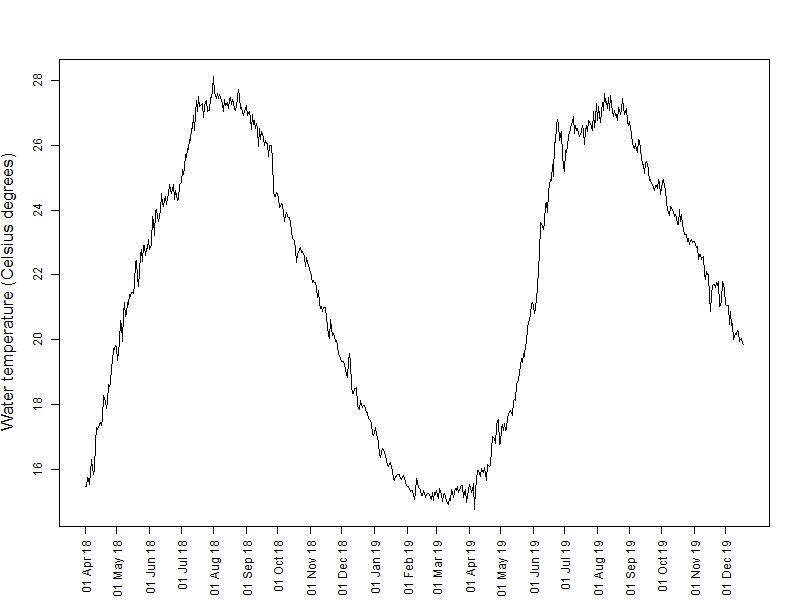 Water temperature (Celsius degrees)
28
26
24
22
20
18
16
01 Apr 18
01 May 18
01 Jun 18
01 Jul 18
01 Aug 18
01 Sep 18
01 Oct 18
01 Nov 18
01 Dec 18
01 Jan 19
01 Feb 19
01 Mar 19
01 Apr 19
01 May 19
01 Jun 19
01 Jul 19
01 Aug 19
01 Sep 19
01 Oct 19
01 Nov 19
01 Dec 19